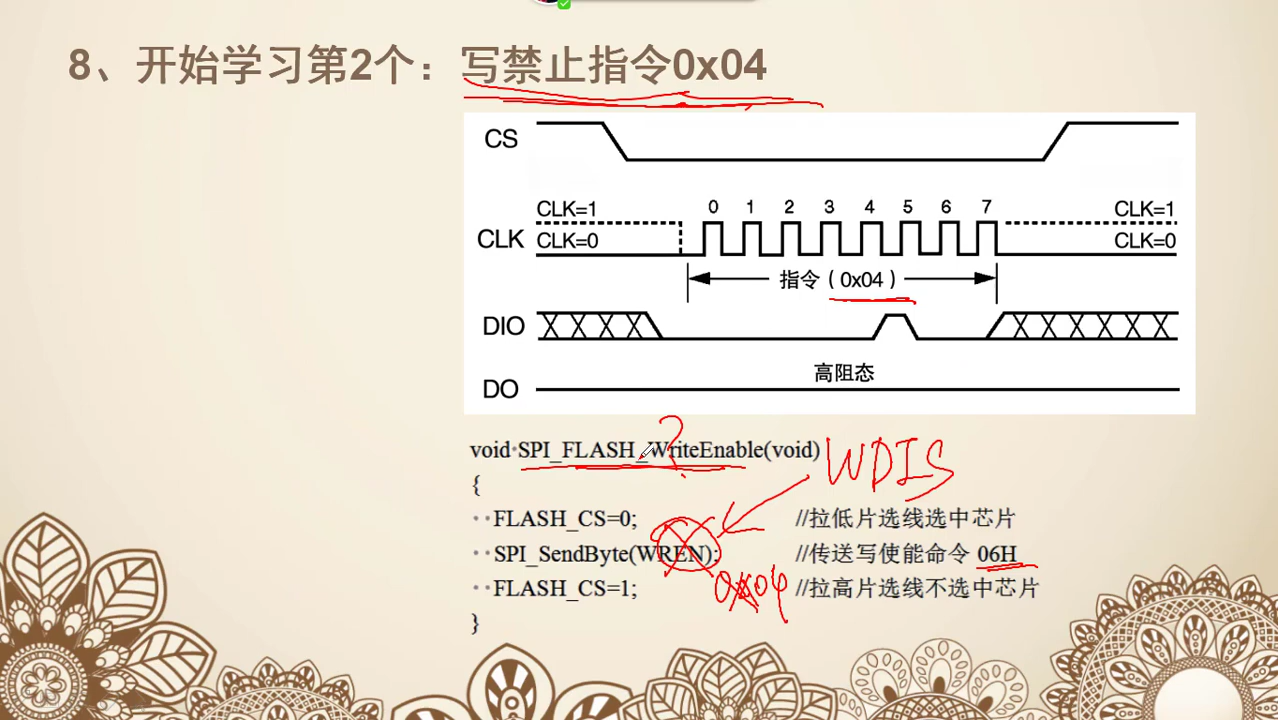 8、开始学习第2个：写禁止指令0x04
CS
CLK=1
CLK=0
CLK
0 1 2 3 4 5 6 7
CLK=1
CLK=0
指令（0x04）
DIO
高阻态
DO
?
void SPI_FLASH_WriteEnable(void)
WDIS
{
FLASH_CS=0; //拉低片选线选中芯片
SPI_SendByte(WREN); //传送写使能命令 06H
0x04
FLASH_CS=1; //拉高片选线不选中芯片
}